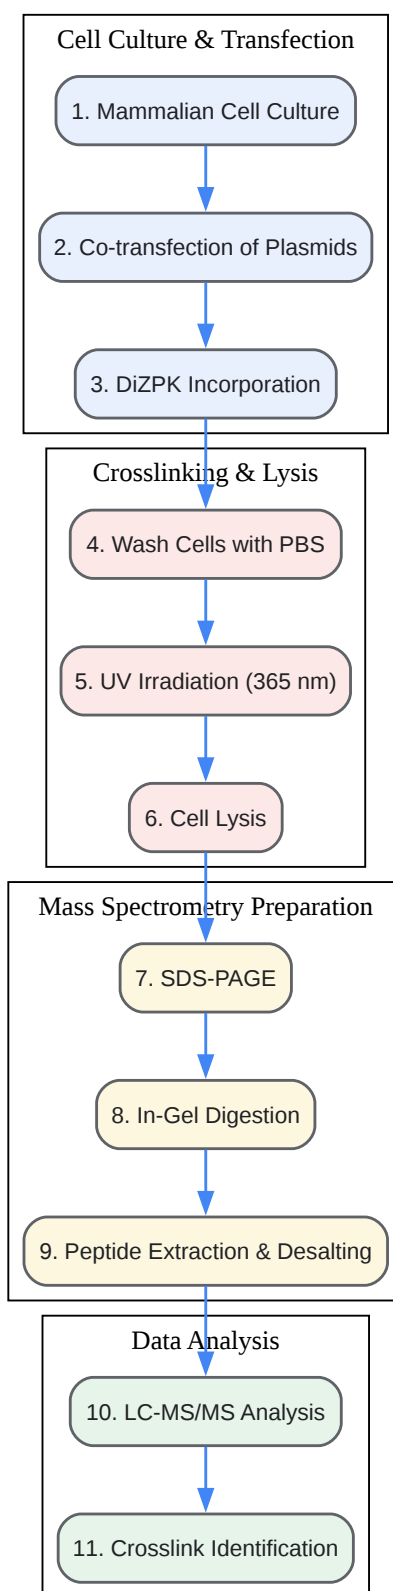 Cell Culture & Transfection
1. Mammalian Cell Culture
2. Co-transfection of Plasmids
3. DiZPK Incorporation
Crosslinking & Lysis
4. Wash Cells with PBS
5. UV Irradiation (365 nm)
6. Cell Lysis
Mass Spectrometry Preparation
7. SDS-PAGE
8. In-Gel Digestion
9. Peptide Extraction & Desalting
Data Analysis
10. LC-MS/MS Analysis
11. Crosslink Identification